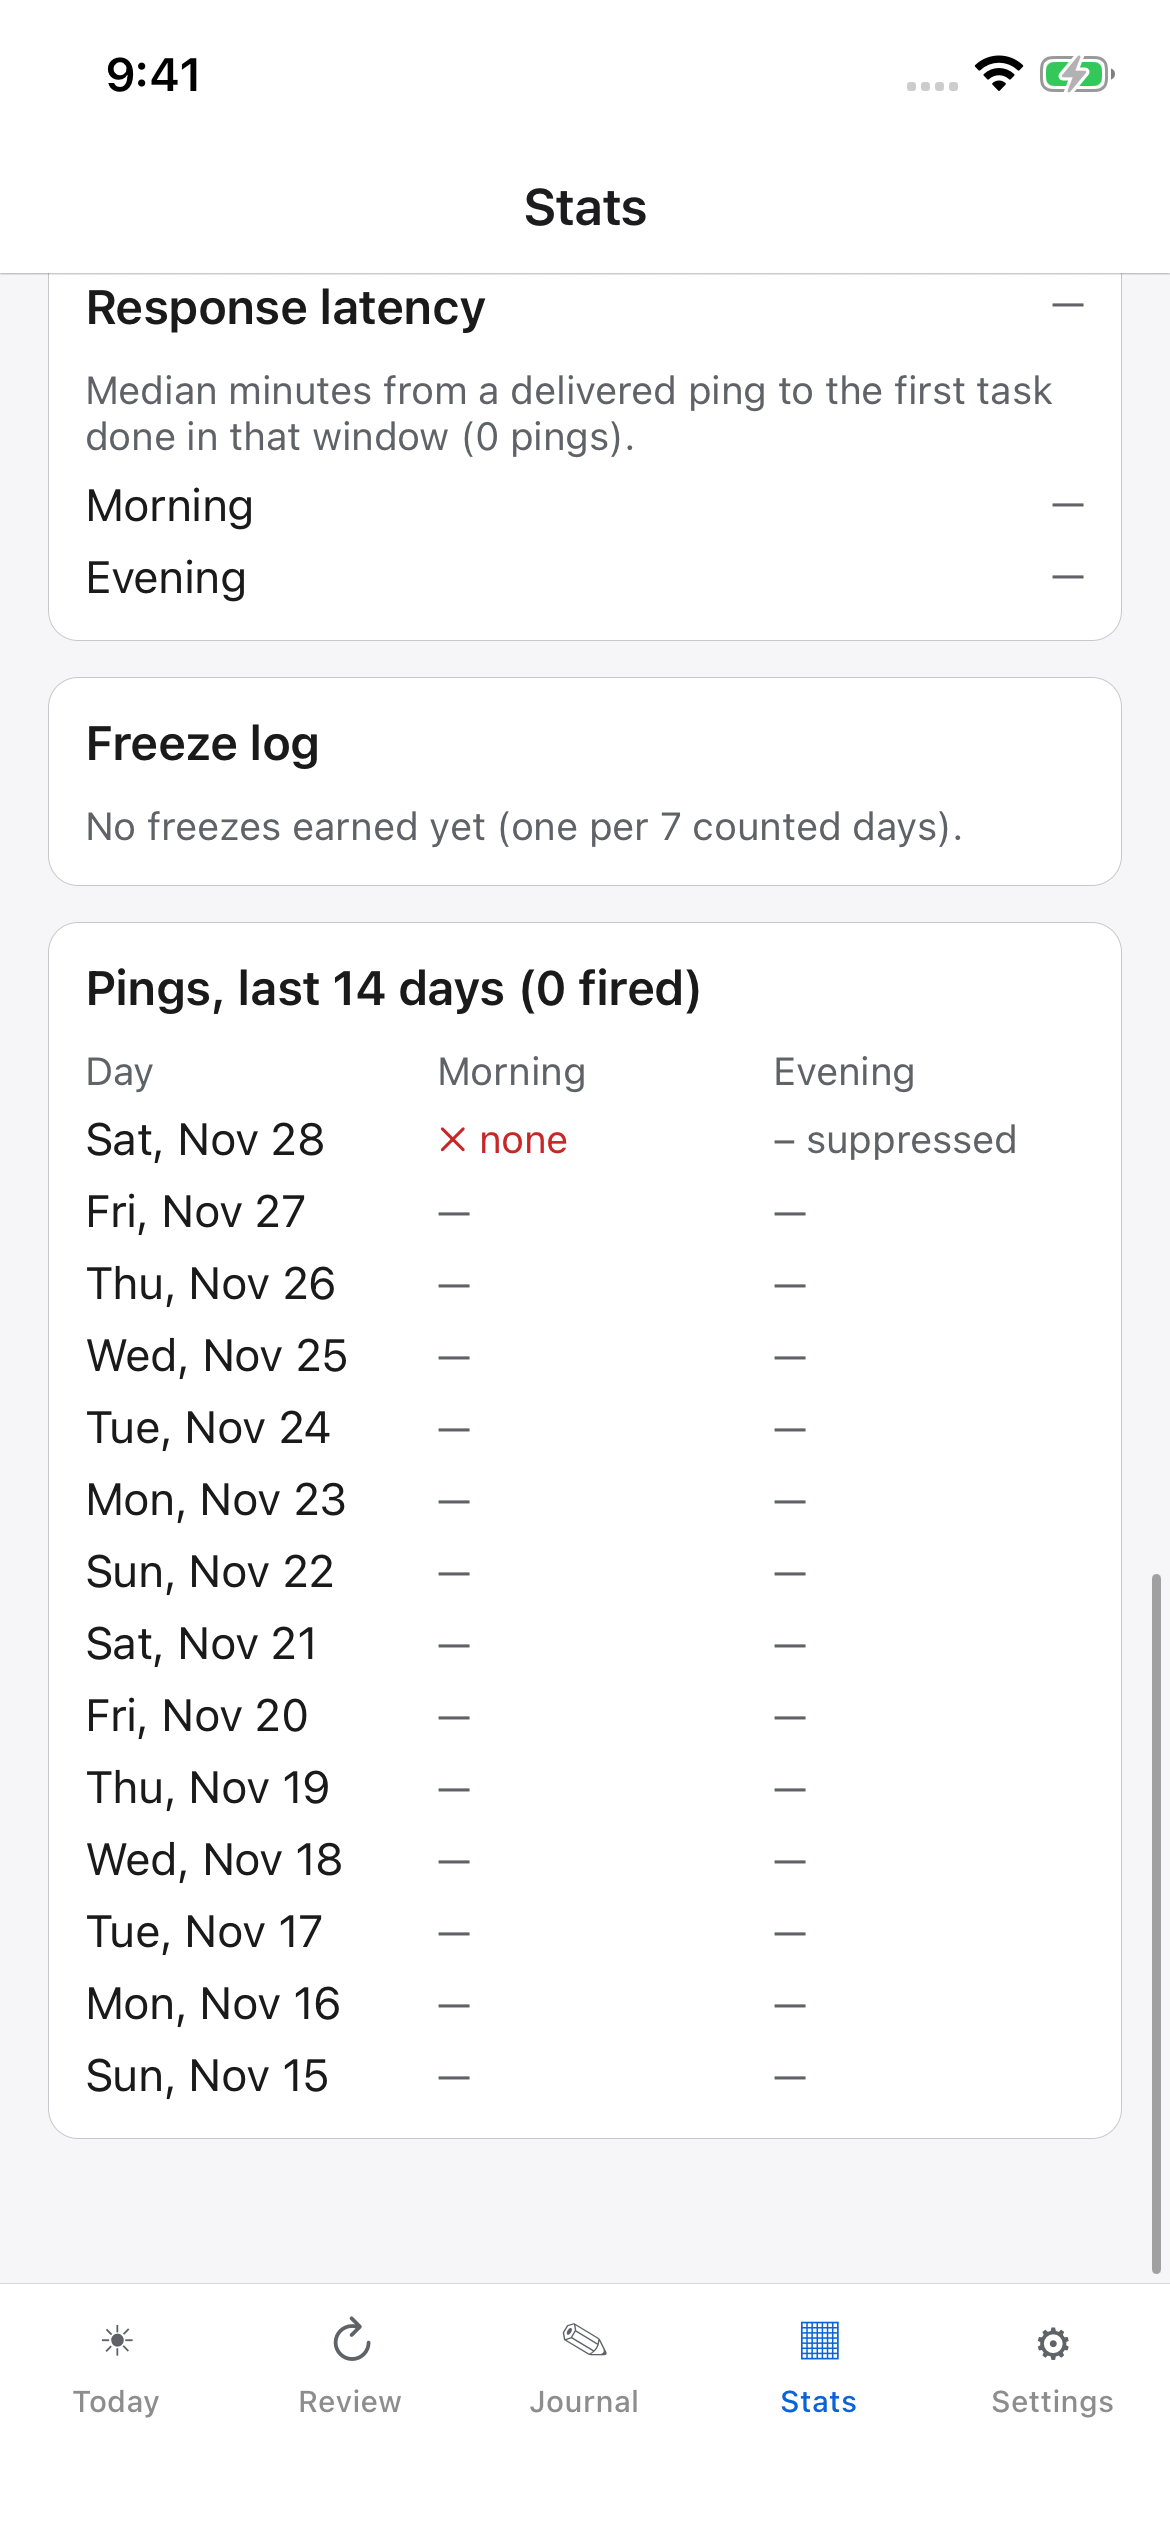 9:41
Stats
Response latency —
Median minutes from a delivered ping to the first task
done in that window (0 pings).
Morning —
Evening —
Freeze log
No freezes earned yet (one per 7 counted days).
Pings, last 14 days (0 fired)
Day Morning Evening
Sat, Nov 28 ✕ none – suppressed
Fri, Nov 27 — —
Thu, Nov 26 — —
Wed, Nov 25 — —
Tue, Nov 24 — —
Mon, Nov 23 — —
Sun, Nov 22 — —
Sat, Nov 21 — —
Fri, Nov 20 — —
Thu, Nov 19 — —
Wed, Nov 18 — —
Tue, Nov 17 — —
Mon, Nov 16 — —
Sun, Nov 15 — —
Today Review Journal Stats Settings